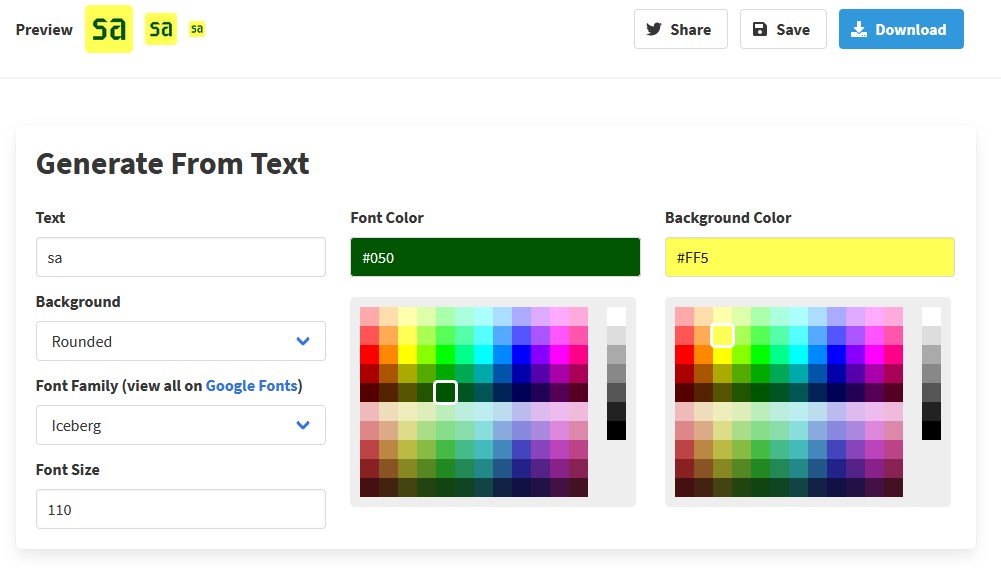 Preview sa sa sa Share Save Download
Generate From Text
Text Font Color Background Color
sa #050 #FF5
Background
Rounded
Font Family (view all on Google Fonts)
Iceberg
Font Size
110